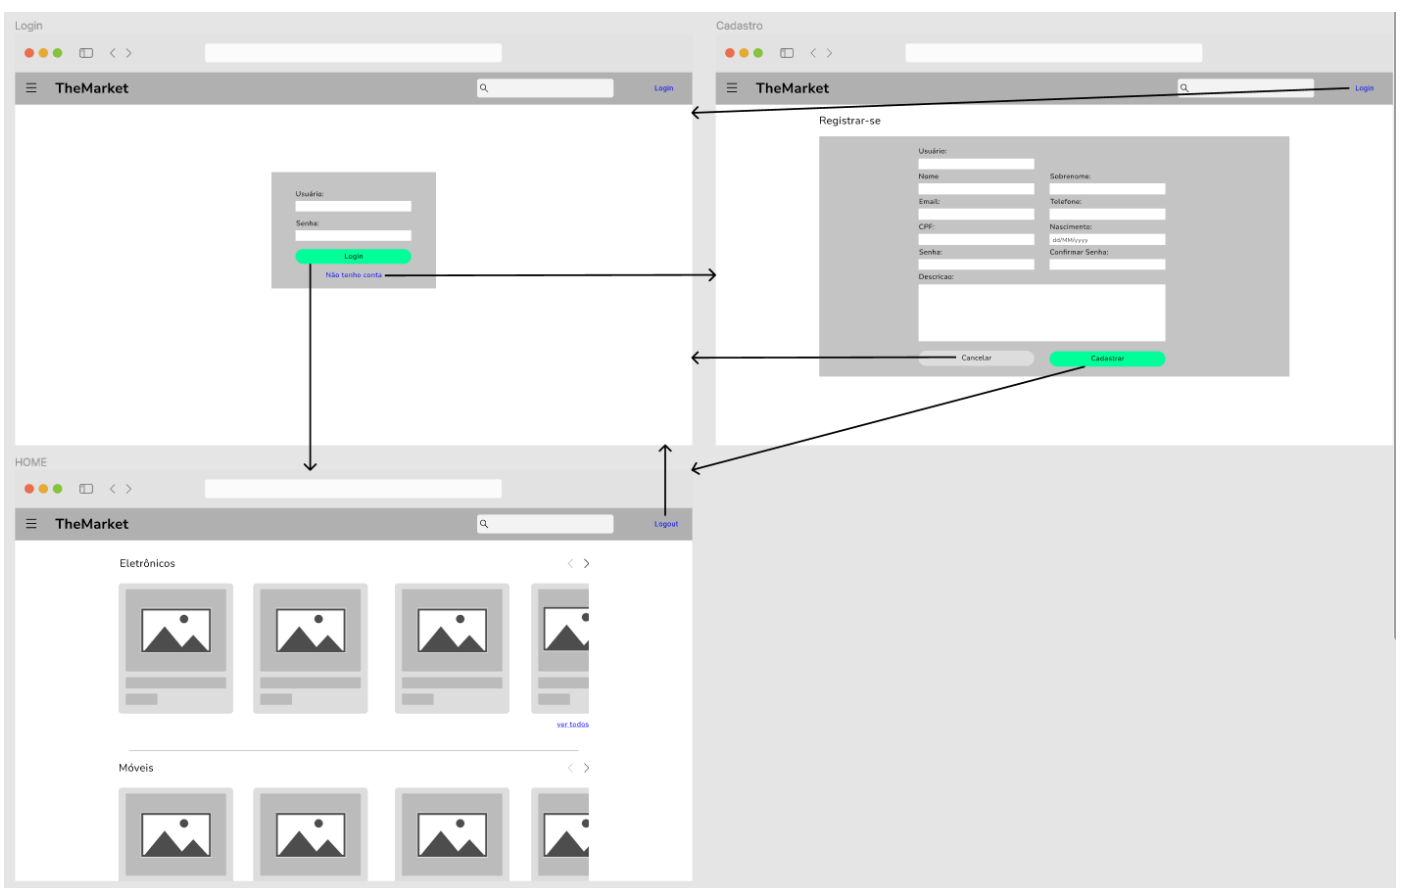 Login
TheMarket
Login
Usuário:
Senha:
Login
Não tenho conta
Cadastro
TheMarket
Login
Registrar-se
Usuário:
Nome
Sobrenome:
Email:
Telefone:
CPF:
Nascimento:
dd/MM/yyyy
Senha:
Confirmar Senha:
Descricao:
Cancelar
Cadastrar
HOME
TheMarket
Logout
Eletrônicos
ver todos
Móveis